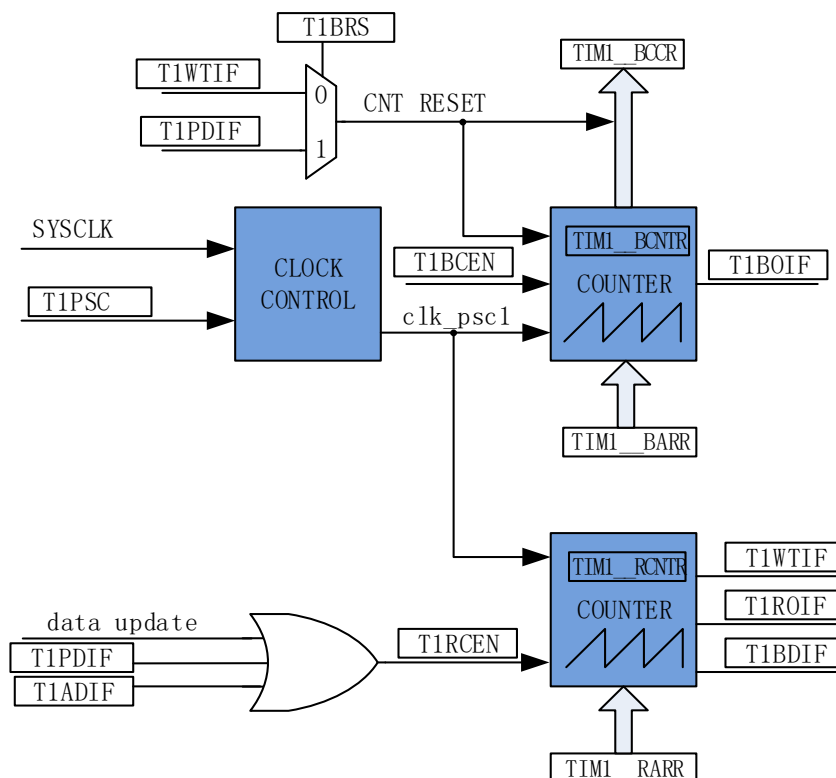 T1BRS
T1WTIF
0
TIM1__BCCR
CNT RESET
T1PDIF
1
SYSCLK
T1PSC
CLOCK
CONTROL
T1BCEN
clk_psc1
TIM1__BCNTR
COUNTER
T1BOIF
TIM1__BARR
TIM1__RCNTR
COUNTER
T1WTIF
T1ROIF
T1BDIF
data update
T1PDIF
T1ADIF
T1RCEN
TIM1__RARR